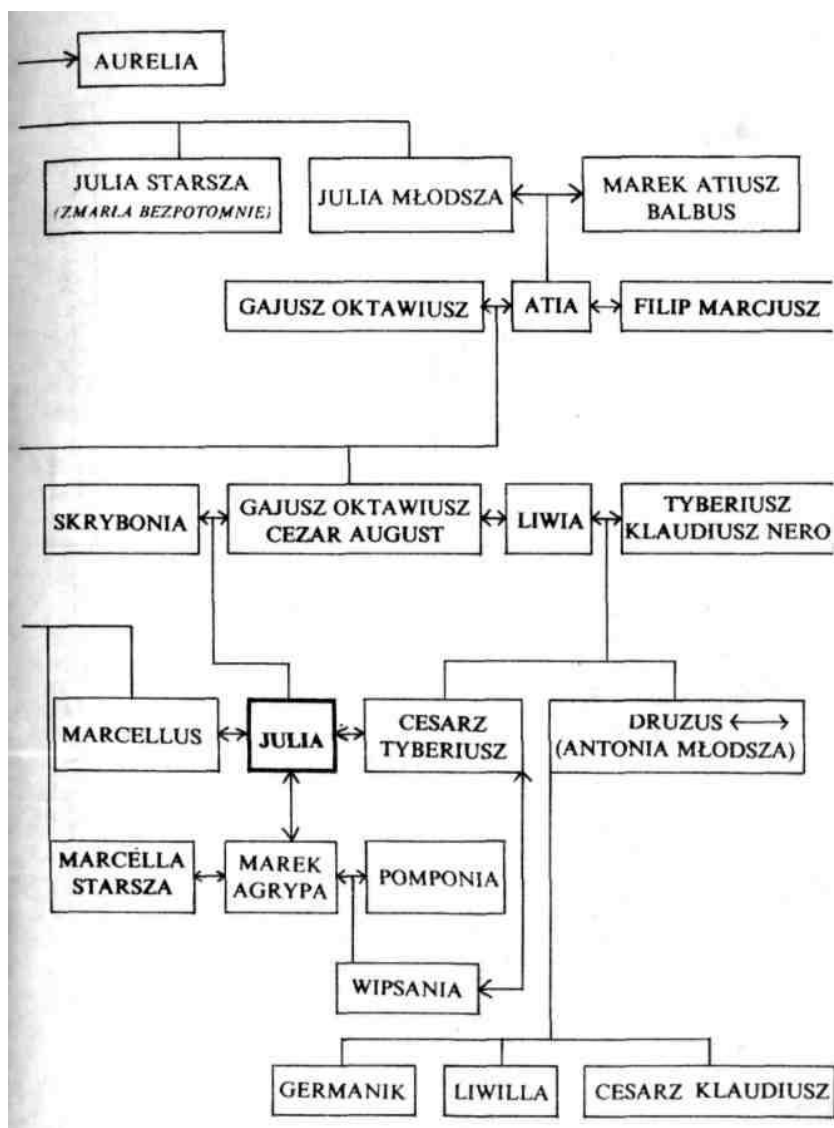 AURELIA
JULIA STARSZA
(ZMARŁA BEZPOTOMNIE)
JULIA MŁODSZA
MAREK ATIUSZ
BALBUS
GAJUSZ OKTAWIUSZ
ATIA
FILIP MARCJUSZ
SKRYBONIA
GAJUSZ OKTAWIUSZ
CEZAR AUGUST
LIWIA
TYBERIUSZ
KLAUDIUSZ NERO
MARCELLUS
JULIA
CESARZ
TYBERIUSZ
DRUZUS
(ANTONIA MŁODSZA)
MARCELLA
STARSZA
MAREK
AGRYPA
POMPONIA
WIPSANIA
GERMANIK
LIWILLA
CESARZ KLAUDIUSZ